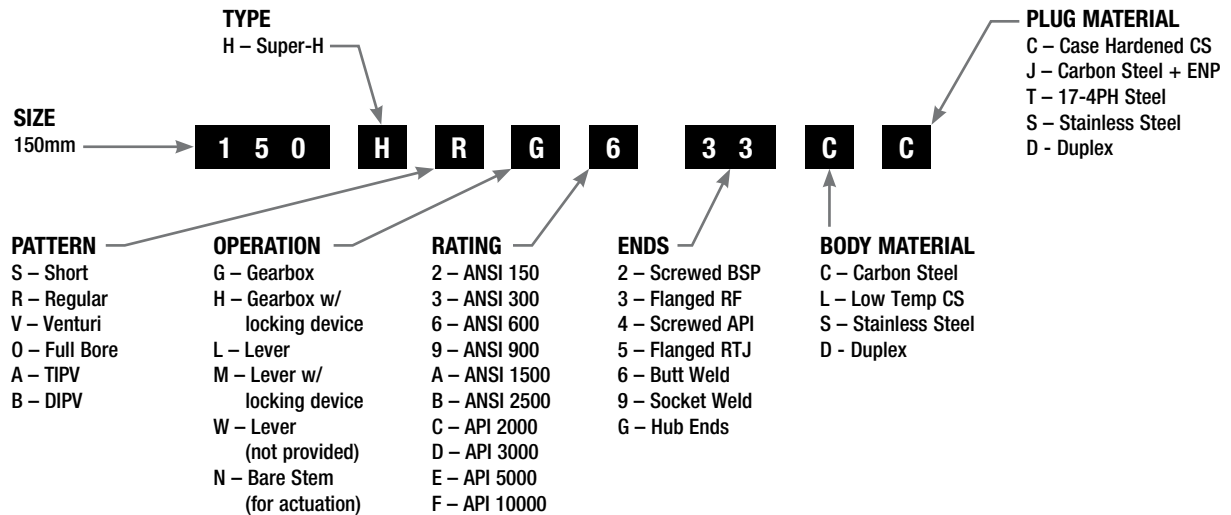 TYPE
H – Super-H
PLUG MATERIAL
C – Case Hardened CS
J – Carbon Steel + ENP
T – 17-4PH Steel
S – Stainless Steel
D - Duplex
SIZE
150mm
1 5 0 H R G 6 3 3 C C
PATTERN
S – Short
R – Regular
V – Venturi
O – Full Bore
A – TIPV
B – DIPV
OPERATION
G – Gearbox
H – Gearbox w/
locking device
L – Lever
M – Lever w/
locking device
W – Lever
(not provided)
N – Bare Stem
(for actuation)
RATING
2 – ANSI 150
3 – ANSI 300
6 – ANSI 600
9 – ANSI 900
A – ANSI 1500
B – ANSI 2500
C – API 2000
D – API 3000
E – API 5000
F – API 10000
ENDS
2 – Screwed BSP
3 – Flanged RF
4 – Screwed API
5 – Flanged RTJ
6 – Butt Weld
9 – Socket Weld
G – Hub Ends
BODY MATERIAL
C – Carbon Steel
L – Low Temp CS
S – Stainless Steel
D - Duplex